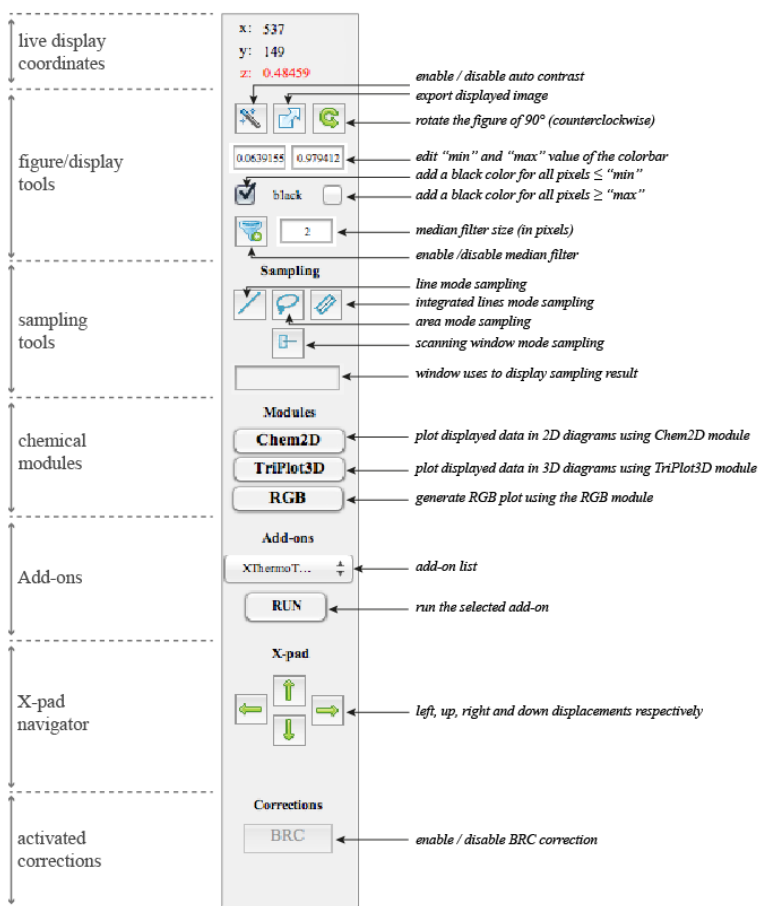 x: 537
live display
coordinates
y: 149
z: 0.48459
enable / disable auto contrast
export displayed image
rotate the figure of 90° (counterclockwise)
figure/display
tools
0.0639155 0.979412
edit “min” and “max” value of the colorbar
add a black color for all pixels ≤ “min”
black
add a black color for all pixels ≥ “max”
2
median filter size (in pixels)
enable /disable median filter
Sampling
line mode sampling
integrated lines mode sampling
area mode sampling
sampling
tools
scanning window mode sampling
window uses to display sampling result
Modules
chemical
modules
Chem2D
plot displayed data in 2D diagrams using Chem2D module
TriPlot3D
plot displayed data in 3D diagrams using TriPlot3D module
RGB
generate RGB plot using the RGB module
Add-ons
Add-ons
XThermoT...
add-on list
RUN
run the selected add-on
X-pad
X-pad
navigator
left, up, right and down displacements respectively
Corrections
activated
corrections
BRC
enable / disable BRC correction